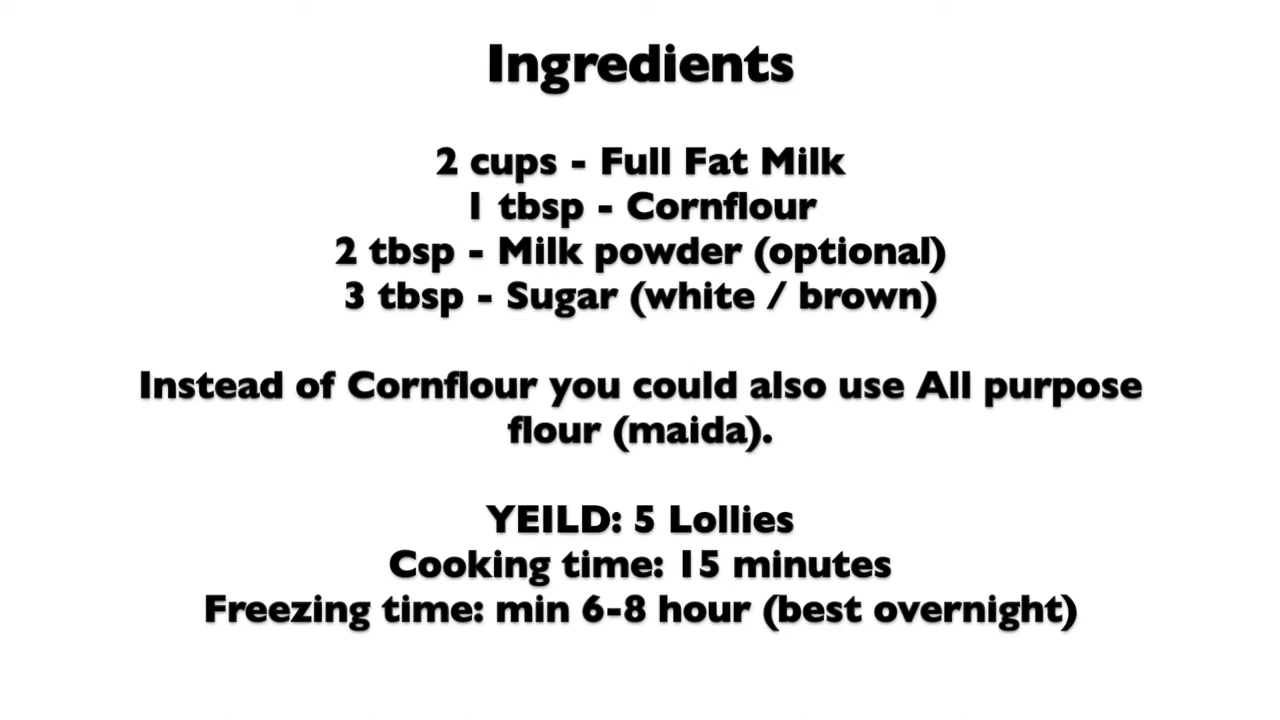 Ingredients
2 cups - Full Fat Milk
1 tbsp - Cornflour
2 tbsp - Milk powder (optional)
3 tbsp - Sugar (white / brown)
Instead of Cornflour you could also use All purpose
flour (maida).
YEILD: 5 Lollies
Cooking time: 15 minutes
Freezing time: min 6-8 hour (best overnight)